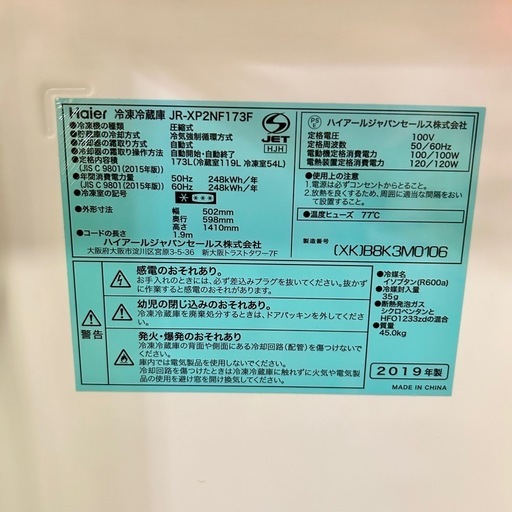 Haier 冷凍冷蔵庫 JR-XP2NF173F
●冷凍機の種類 圧縮式
●貯蔵庫の冷却方式 冷気強制循環方式
●冷却器の霜取り方式 自動
●冷却器の霜取り操作方法 自動開始・自動終了
●定格内容積 173L(冷蔵室119L 冷凍室54L)
(JIS C 9801(2015年版))
●年間消費電力量 50Hz 248kWh/年
(JIS C 9801(2015年版)) 60Hz 248kWh/年
●冷凍室の記号
●外形寸法 幅 502mm
奥行 598mm
高さ 1410mm
●コードの長さ 1.9m
ハイアールジャパンセールス株式会社
大阪府大阪市淀川区宮原3-5-36 新大阪トラストタワー7F
JET
HJH
PS
E
ハイアールジャパンセールス株式会社
定格電圧 100V
定格周波数 50/60Hz
電動機定格消費電力 100/100W
電熱装置定格消費電力 120/120W
●使用上のご注意
1.電源は必ずコンセントからとること。
2.放熱を良くするため、周囲に適当な間隔をおいて設置すること。
●温度ヒューズ 77℃
製造番号
(XK)B8K3M0106
警告
感電のおそれあり。
お手入れのときには、必ず差込みプラグを抜いてください。抜かずに作業すると、感電することがあります。
幼児の閉じ込みのおそれあり。
冷凍冷蔵庫を廃棄処分するときは、ドアパッキンを外してください。
発火・爆発のおそれあり。
冷凍冷蔵庫の背面や側面にある冷却回路(配管)を傷つけないでください。
庫内では電気製品を使用しないでください。
冷却回路を傷つけたときは冷凍冷蔵庫に触れずに火気や電気製品の使用を避け窓を開け換気してください。
●冷媒名
イソブタン(R600a)
●冷媒封入量
35g
●断熱発泡ガス
シクロペンタンと
HFO1233zdの混合
●質量
45.0kg
2019年製
MADE IN CHINA